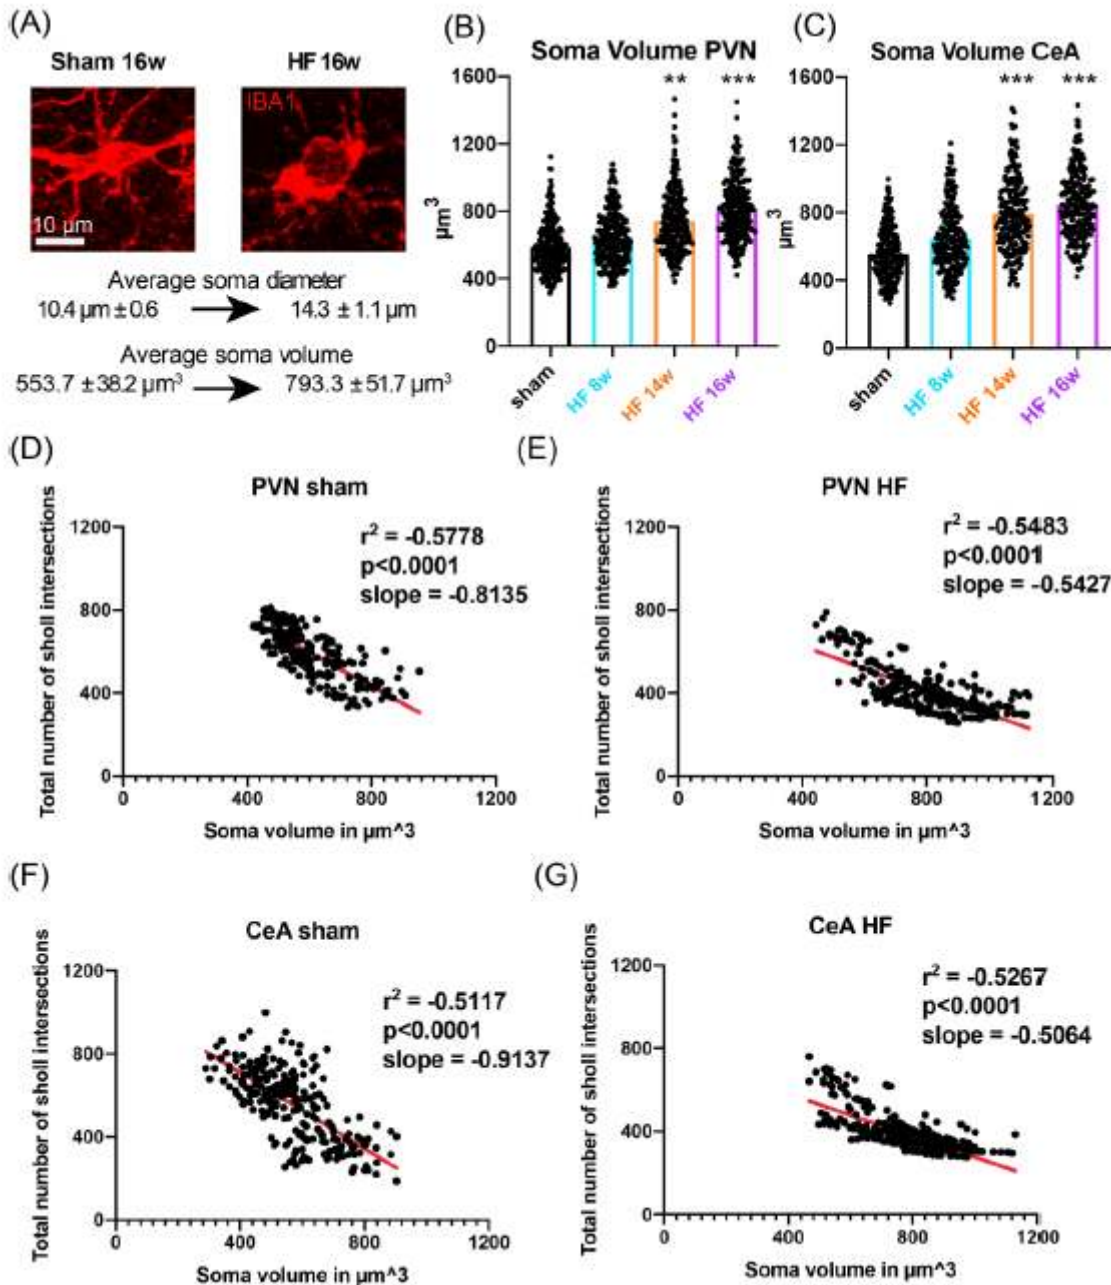 (A)
Sham 16w
HF 16w
IBA1
10 µm
Average soma diameter
10.4 µm ± 0.6
14.3 ± 1.1 µm
Average soma volume
553.7 ± 38.2 µm³
793.3 ± 51.7 µm³
(B)
Soma Volume PVN
** ***
1600
1200
800
400
0
µm³
sham
HF 8w
HF 14w
HF 16w
(C)
Soma Volume CeA
*** ***
1600
1200
800
400
0
µm³
sham
HF 8w
HF 14w
HF 16w
(D)
PVN sham
r² = -0.5778
p<0.0001
slope = -0.8135
Total number of sholl intersections
1200
800
400
0
0 400 800 1200
Soma volume in µm^3
(E)
PVN HF
r² = -0.5483
p<0.0001
slope = -0.5427
Total number of sholl intersections
1200
800
400
0
0 400 800 1200
Soma volume in µm^3
(F)
CeA sham
r² = -0.5117
p<0.0001
slope = -0.9137
Total number of sholl intersections
1200
800
400
0
0 400 800 1200
Soma volume in µm^3
(G)
CeA HF
r² = -0.5267
p<0.0001
slope = -0.5064
Total number of sholl intersections
1200
800
400
0
0 400 800 1200
Soma volume in µm^3